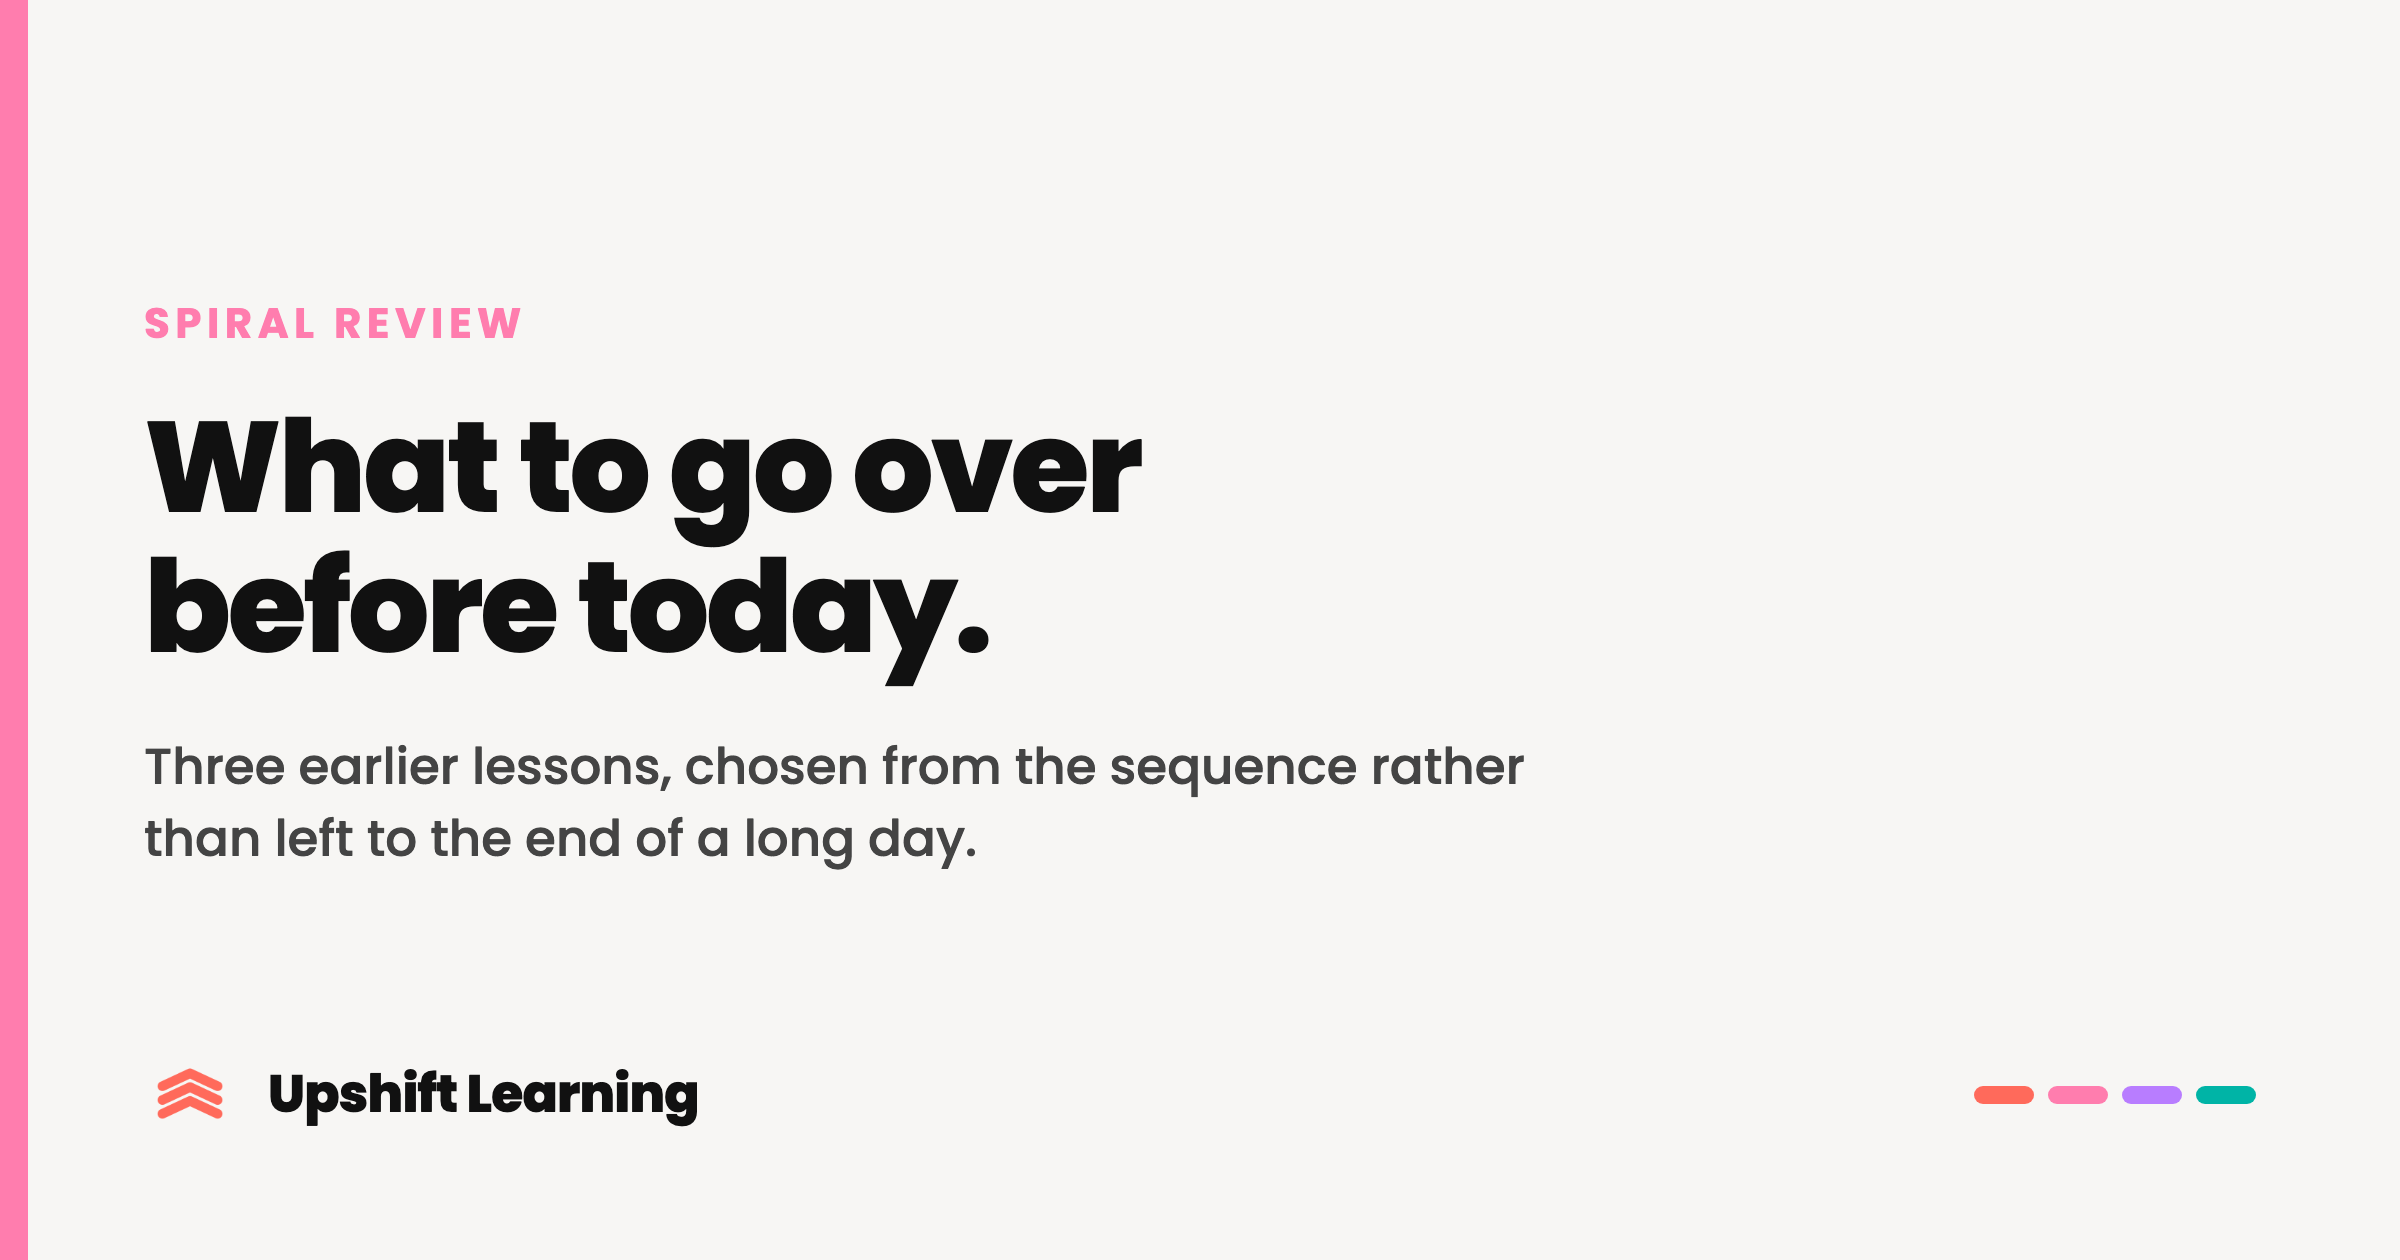 SPIRAL REVIEW
What to go over
before today.
Three earlier lessons, chosen from the sequence rather
than left to the end of a long day.
Upshift Learning